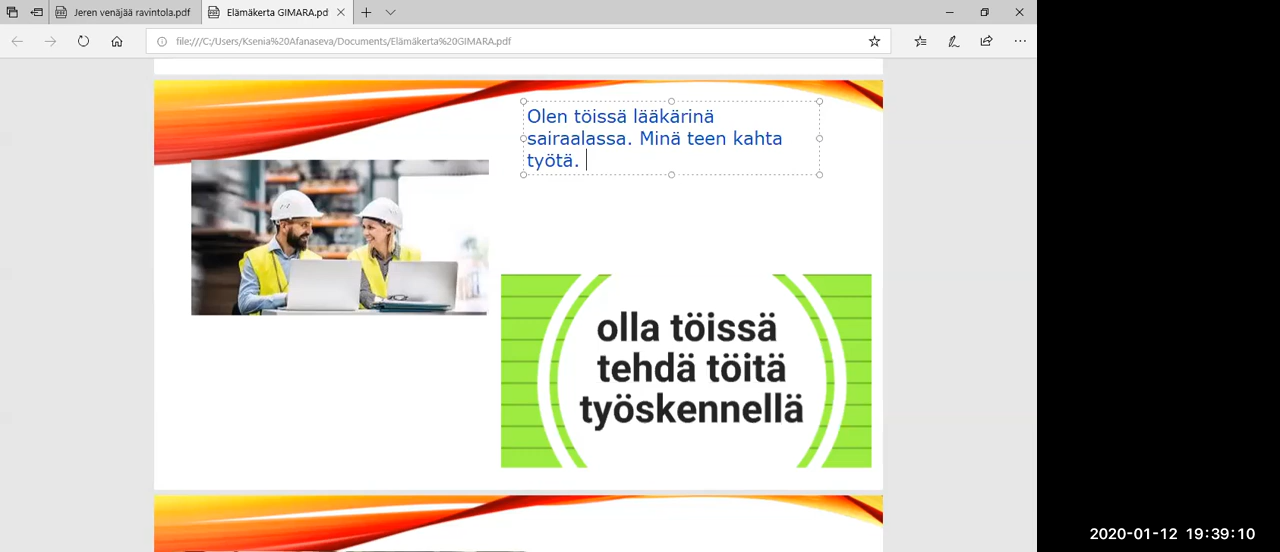 Jeren venäjää ravintola.pdf
Elämäkerta GIMARA.pd
file:///C:/Users/Ksenia%20Afanaseva/Documents/Elämäkerta%20GIMARA.pdf
Olen töissä lääkärinä
sairaalassa. Minä teen kahta
työtä.
olla töissä
tehdä töitä
työskennellä
2020-01-12 19:39:10